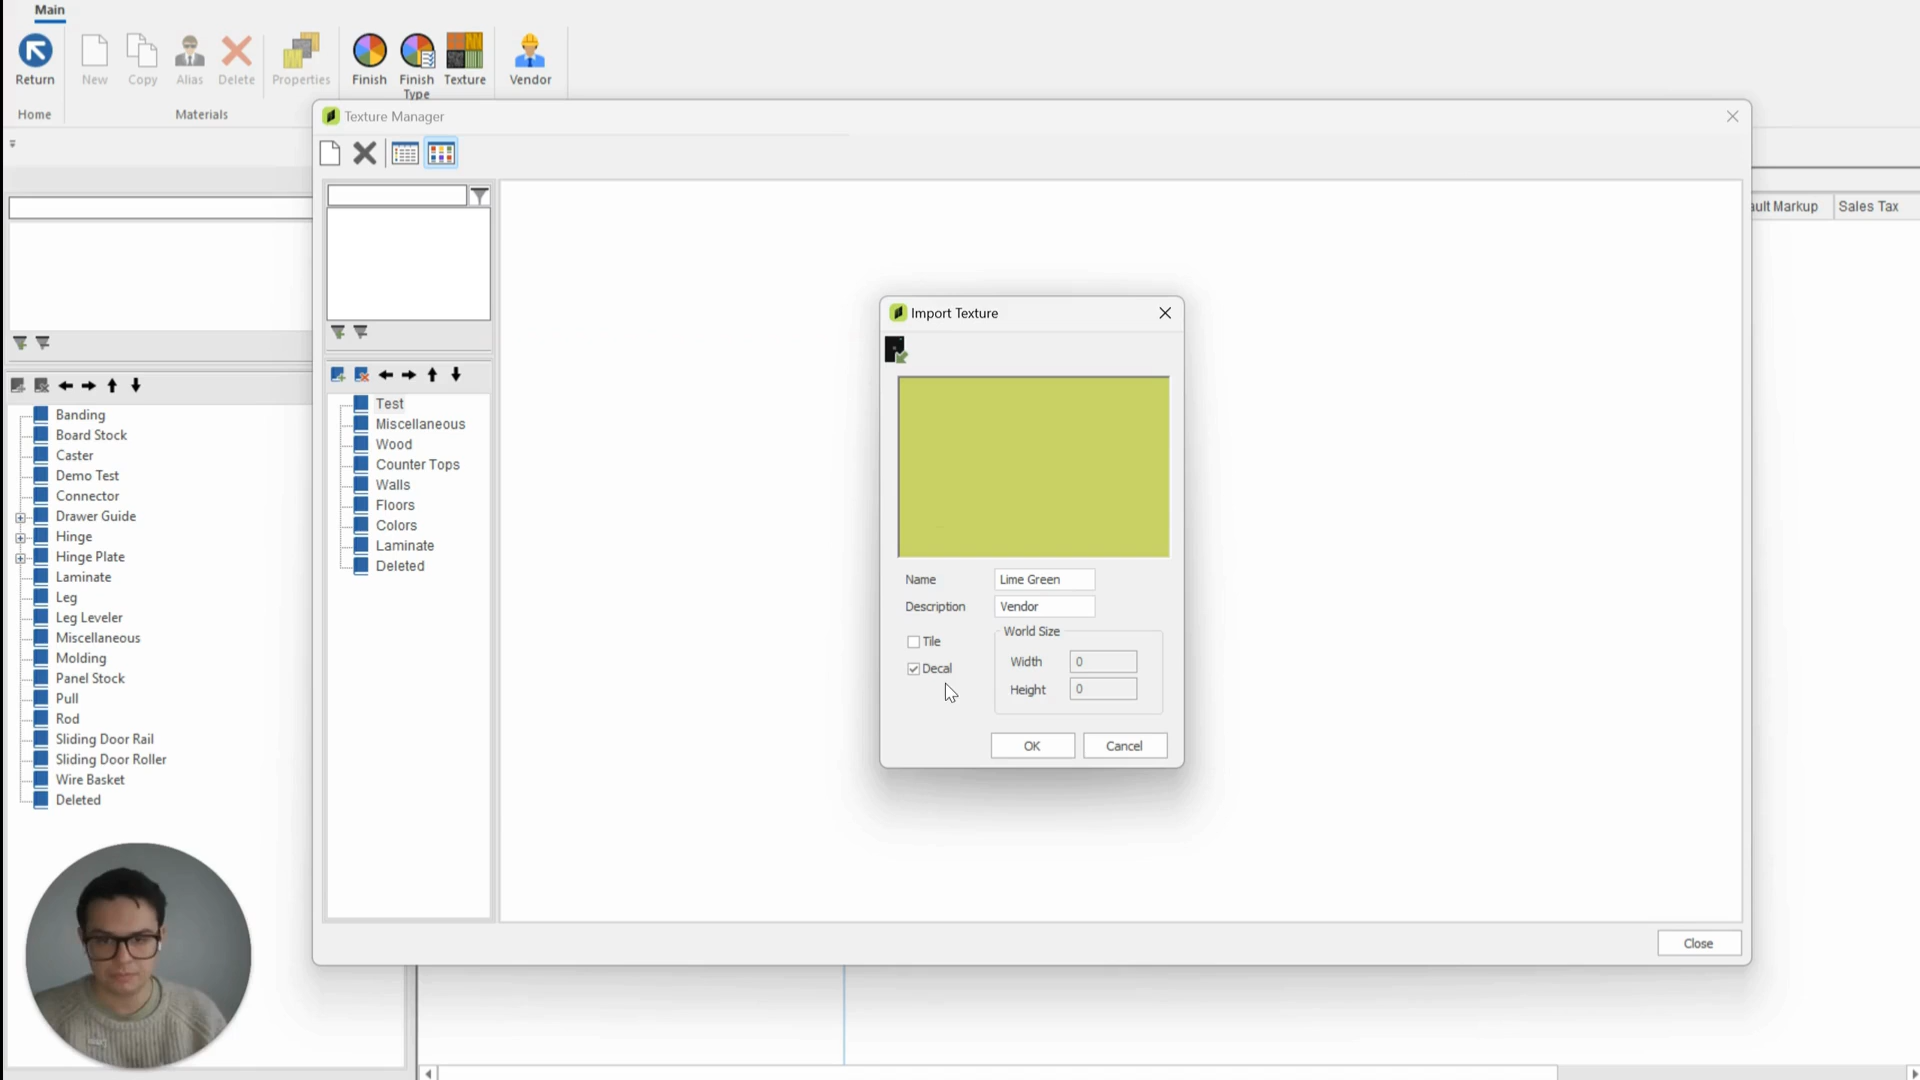 Main
Return
New
Copy
Alias
Delete
Properties
Finish
Finish
Type
Texture
Vendor
Home
Materials
Texture Manager
ault Markup
Sales Tax
Import Texture
Banding
Board Stock
Caster
Demo Test
Connector
Drawer Guide
Hinge
Hinge Plate
Laminate
Leg
Leg Leveler
Miscellaneous
Molding
Panel Stock
Pull
Rod
Sliding Door Rail
Sliding Door Roller
Wire Basket
Deleted
Test
Miscellaneous
Wood
Counter Tops
Walls
Floors
Colors
Laminate
Deleted
Name
Lime Green
Description
Vendor
Tile
Decal
World Size
Width
0
Height
0
OK
Cancel
Close